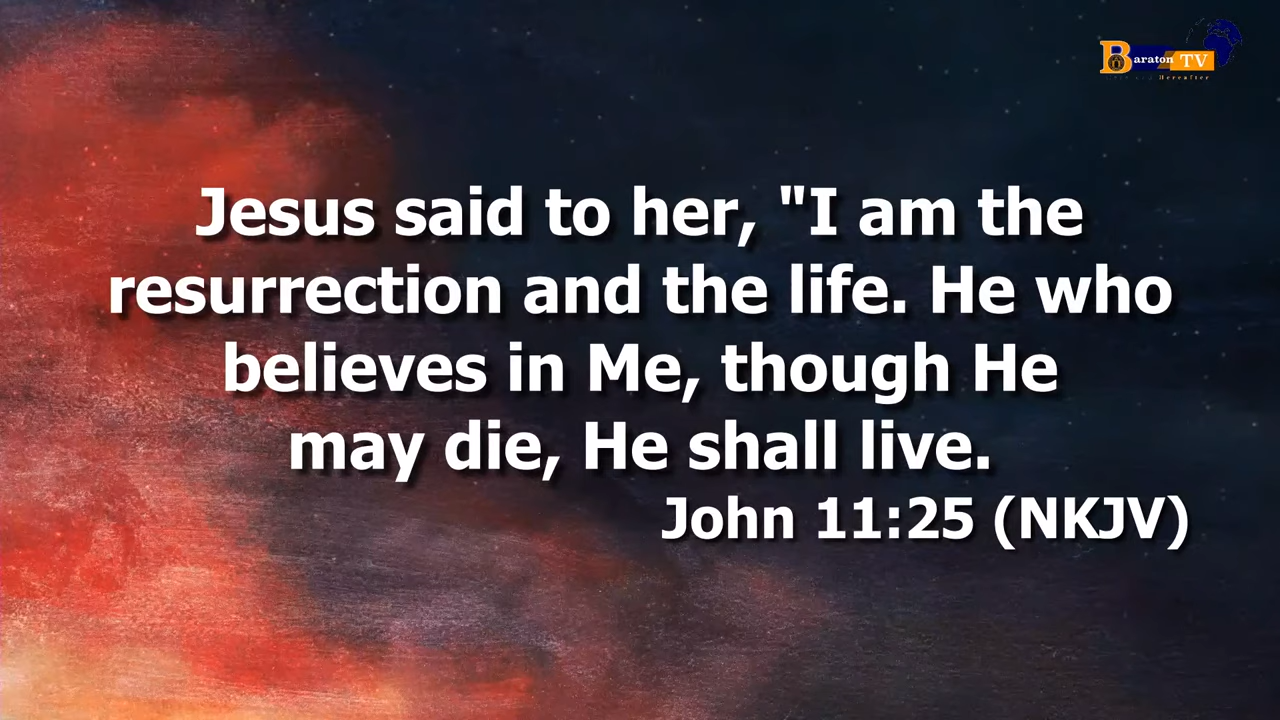 Baraton TV
Hereafter
Jesus said to her, "I am the
resurrection and the life. He who
believes in Me, though He
may die, He shall live.
John 11:25 (NKJV)